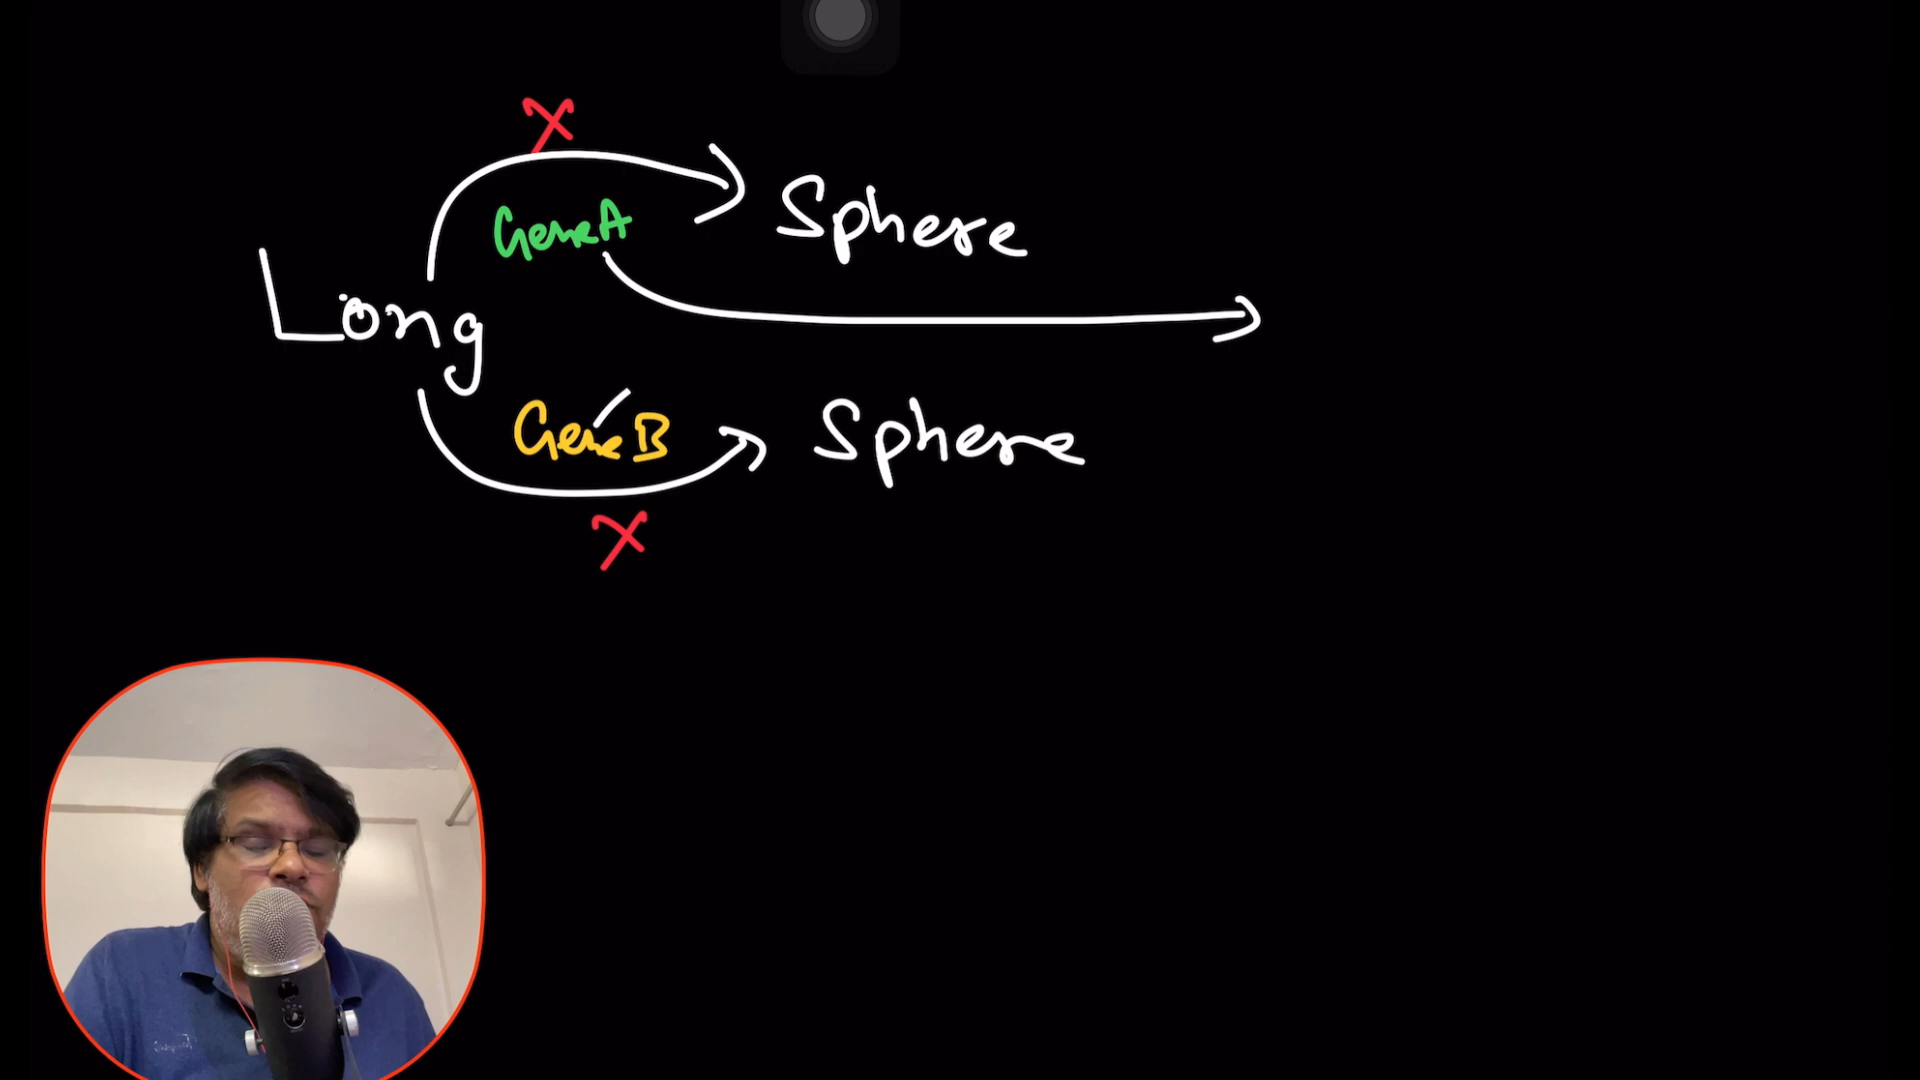 X
Gene A
Sphere
Long
Gene B
Sphere
X